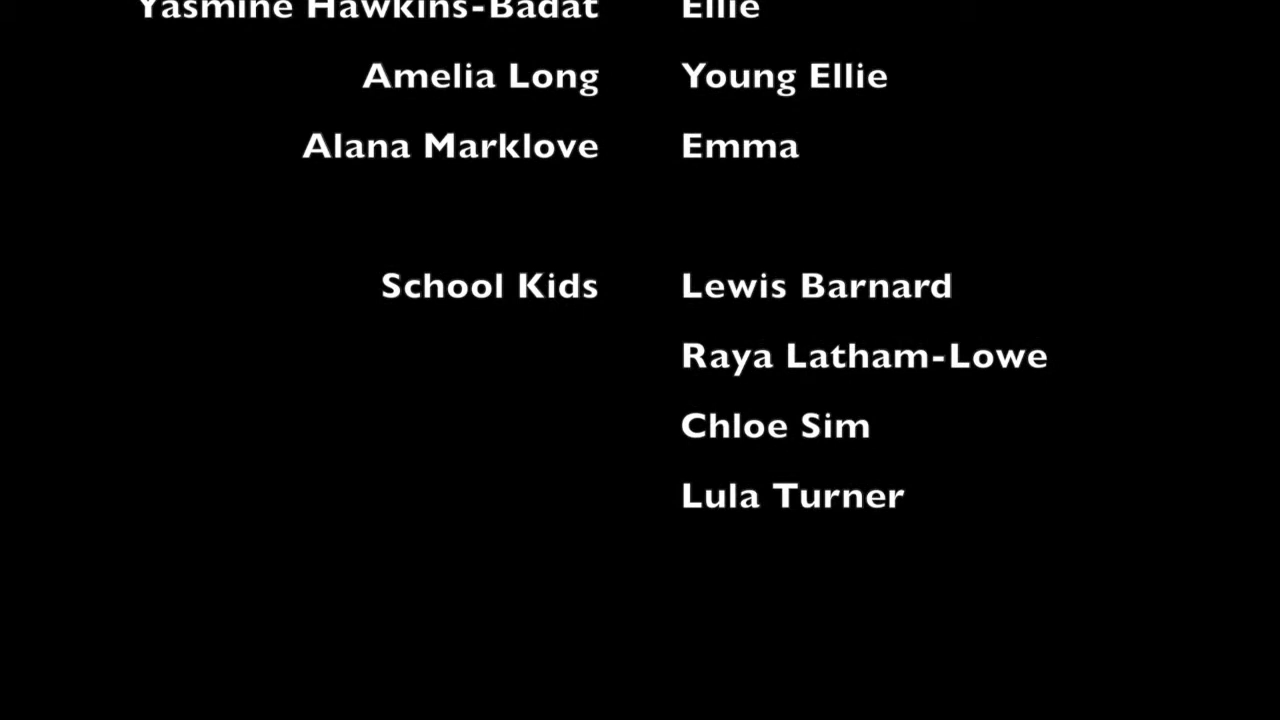 Yasmine Hawkins-Badat Ellie
Amelia Long Young Ellie
Alana Marklove Emma
School Kids Lewis Barnard
Raya Latham-Lowe
Chloe Sim
Lula Turner